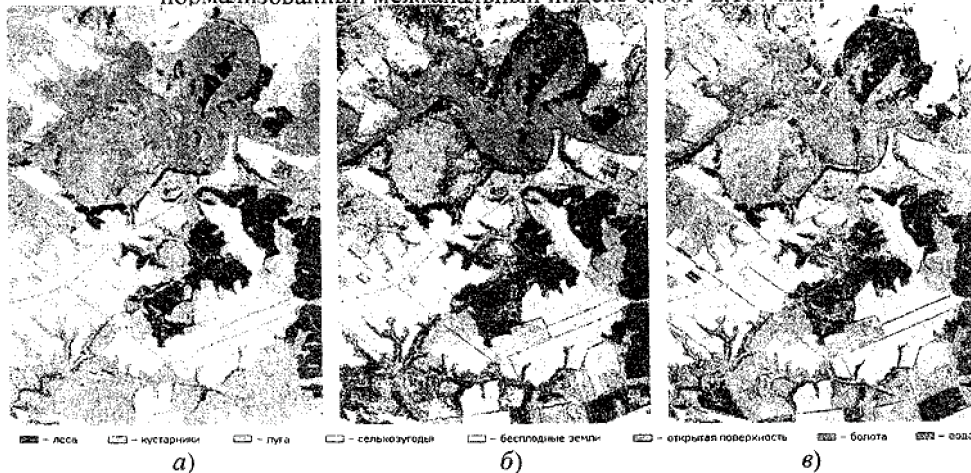 нормализованный межканальный индекс
– леса – кустарники – луга – сельхозугодья – бесплодные земли – открытая поверхность – болота – вода
а) б) в)